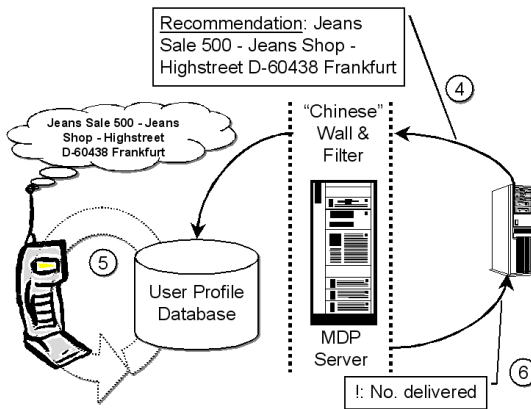 Recommendation: Jeans
Sale 500 - Jeans Shop -
Highstreet D-60438 Frankfurt
4
"Chinese"
Wall &
Filter
Jeans Sale 500 - Jeans
Shop - Highstreet
D-60438 Frankfurt
5
User Profile
Database
MDP
Server
6
!: No. delivered